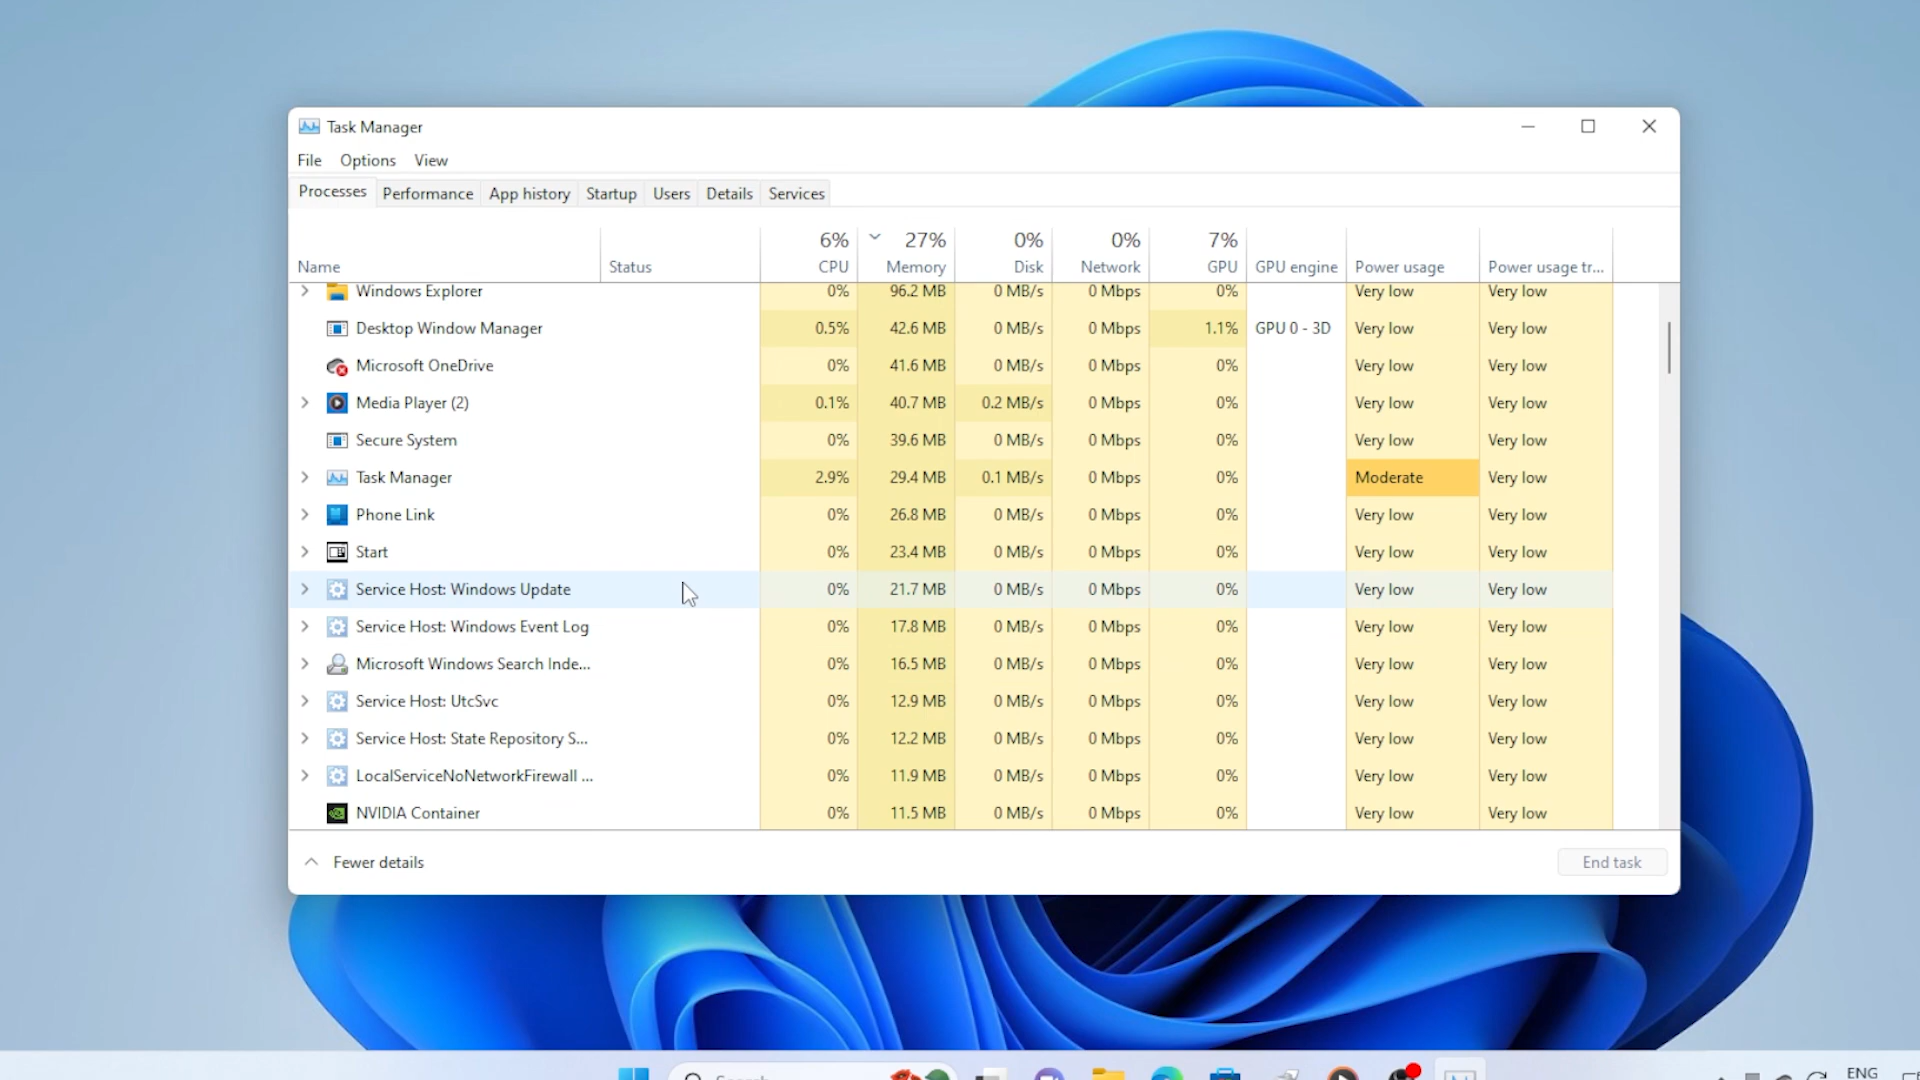 Task Manager
File Options View
Processes Performance App history Startup Users Details Services
6% 27% 0% 0% 7%
Name Status CPU Memory Disk Network GPU GPU engine Power usage Power usage tr...
Windows Explorer 0% 96.2 MB 0 MB/s 0 Mbps 0% Very low Very low
Desktop Window Manager 0.5% 42.6 MB 0 MB/s 0 Mbps 1.1% GPU 0 - 3D Very low Very low
Microsoft OneDrive 0% 41.6 MB 0 MB/s 0 Mbps 0% Very low Very low
Media Player (2) 0.1% 40.7 MB 0.2 MB/s 0 Mbps 0% Very low Very low
Secure System 0% 39.6 MB 0 MB/s 0 Mbps 0% Very low Very low
Task Manager 2.9% 29.4 MB 0.1 MB/s 0 Mbps 0% Moderate Very low
Phone Link 0% 26.8 MB 0 MB/s 0 Mbps 0% Very low Very low
Start 0% 23.4 MB 0 MB/s 0 Mbps 0% Very low Very low
Service Host: Windows Update 0% 21.7 MB 0 MB/s 0 Mbps 0% Very low Very low
Service Host: Windows Event Log 0% 17.8 MB 0 MB/s 0 Mbps 0% Very low Very low
Microsoft Windows Search Inde... 0% 16.5 MB 0 MB/s 0 Mbps 0% Very low Very low
Service Host: UtcSvc 0% 12.9 MB 0 MB/s 0 Mbps 0% Very low Very low
Service Host: State Repository S... 0% 12.2 MB 0 MB/s 0 Mbps 0% Very low Very low
LocalServiceNoNetworkFirewall ... 0% 11.9 MB 0 MB/s 0 Mbps 0% Very low Very low
NVIDIA Container 0% 11.5 MB 0 MB/s 0 Mbps 0% Very low Very low
Fewer details End task
Search ENG